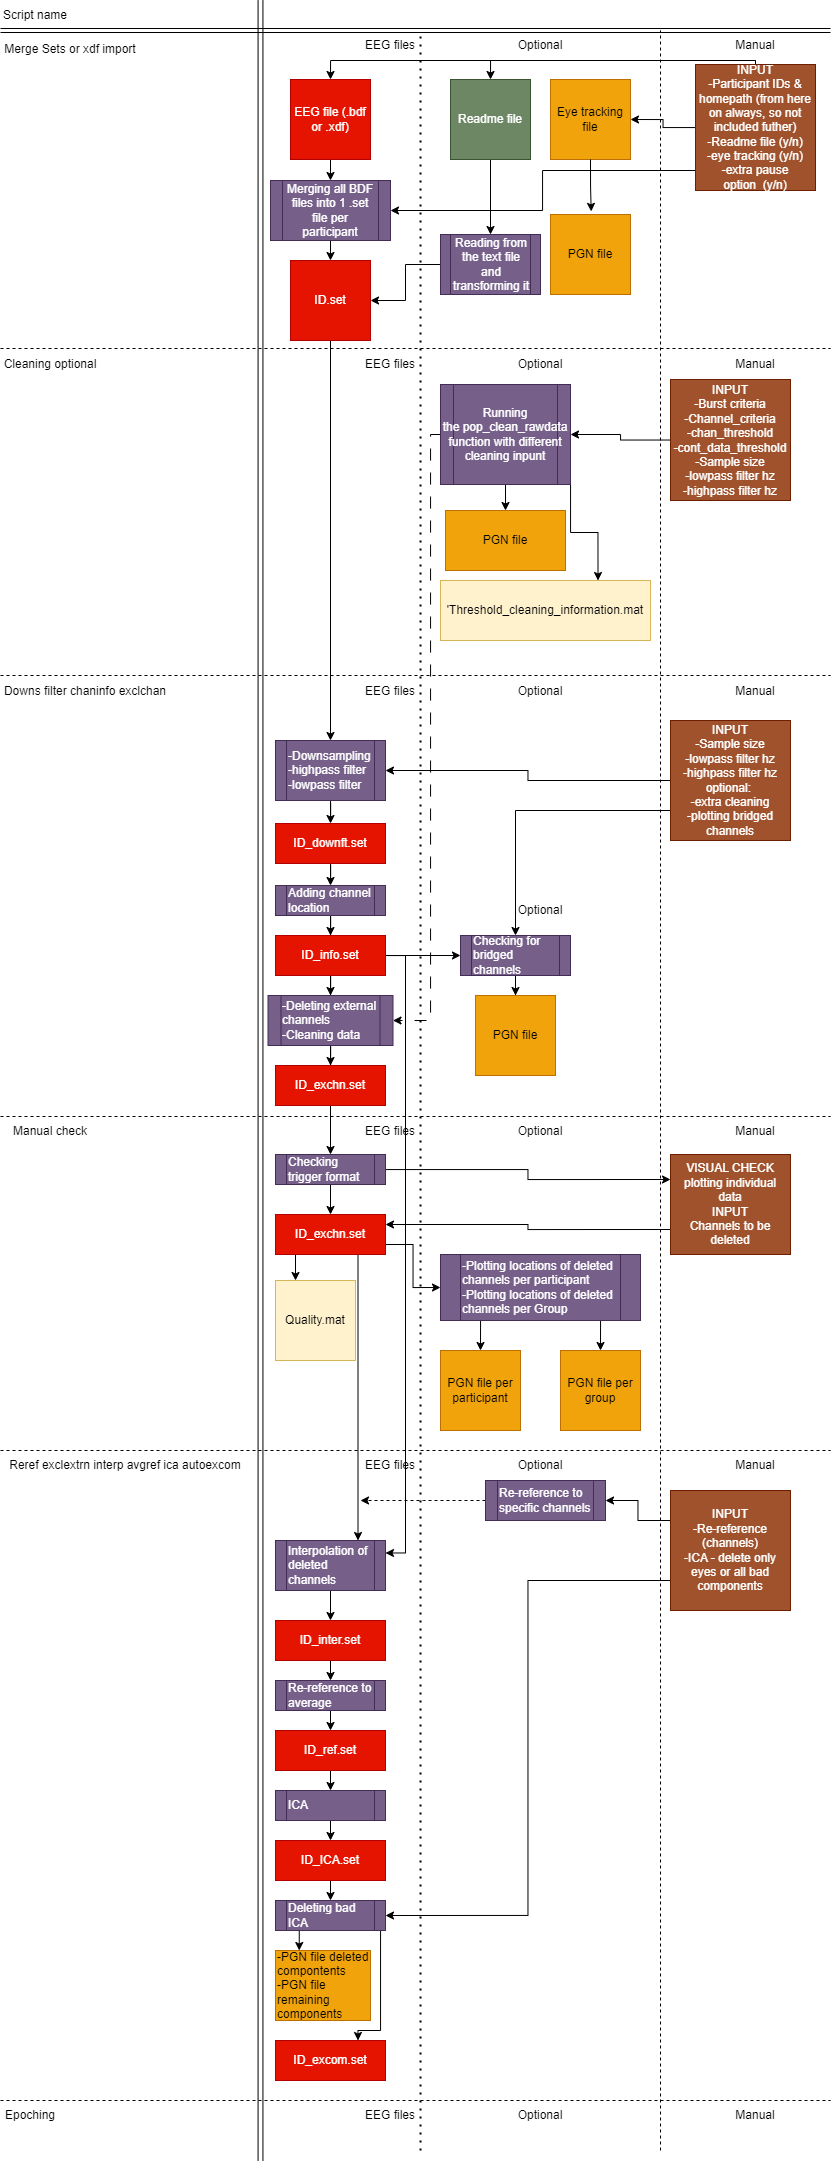 Script name
Merge Sets or xdf import
EEG files
Optional
Manual
EEG file (.bdf
or .xdf)
Readme file
Eye tracking
file
INPUT
-Participant IDs &
homepath (from here
on always, so not
included futher)
-Readme file (y/n)
-eye tracking (y/n)
-extra pause
option (y/n)
Merging all BDF
files into 1 .set
file per
participant
Reading from
the text file
and
transforming it
PGN file
ID.set
Cleaning optional
EEG files
Optional
Manual
Running
the pop_clean_rawdata
function with different
cleaning inpunt
INPUT
-Burst criteria
-Channel_criteria
-chan_threshold
-cont_data_threshold
-Sample size
-lowpass filter hz
-highpass filter hz
PGN file
'Threshold_cleaning_information.mat
Downs filter chaninfo exclchan
EEG files
Optional
Manual
-Downsampling
-highpass filter
-lowpass filter
INPUT
-Sample size
-lowpass filter hz
-highpass filter hz
optional:
-extra cleaning
-plotting bridged
channels
ID_downft.set
Adding channel
location
Optional
ID_info.set
Checking for
bridged
channels
-Deleting external
channels
-Cleaning data
PGN file
ID_exchn.set
Manual check
EEG files
Optional
Manual
Checking
trigger format
VISUAL CHECK
plotting individual
data
INPUT
Channels to be
deleted
ID_exchn.set
-Plotting locations of deleted
channels per participant
-Plotting locations of deleted
channels per Group
Quality.mat
PGN file per
participant
PGN file per
group
Reref exclextrn interp avgref ica autoexcom
EEG files
Optional
Manual
Re-reference to
specific channels
INPUT
-Re-reference
(channels)
-ICA - delete only
eyes or all bad
components
Interpolation of
deleted
channels
ID_inter.set
Re-reference to
average
ID_ref.set
ICA
ID_ICA.set
Deleting bad
ICA
-PGN file deleted
compontents
-PGN file
remaining
components
ID_excom.set
Epoching
EEG files
Optional
Manual